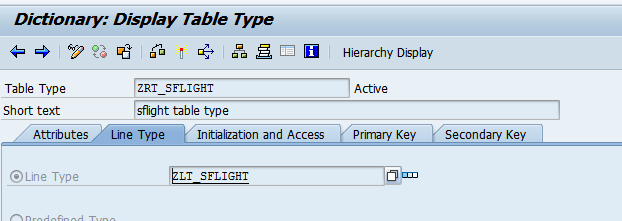 Dictionary: Display Table Type
Hierarchy Display
Table Type ZRT_SFLIGHT Active
Short text sflight table type
Attributes Line Type Initialization and Access Primary Key Secondary Key
Line Type ZLT_SFLIGHT
Predefined Type